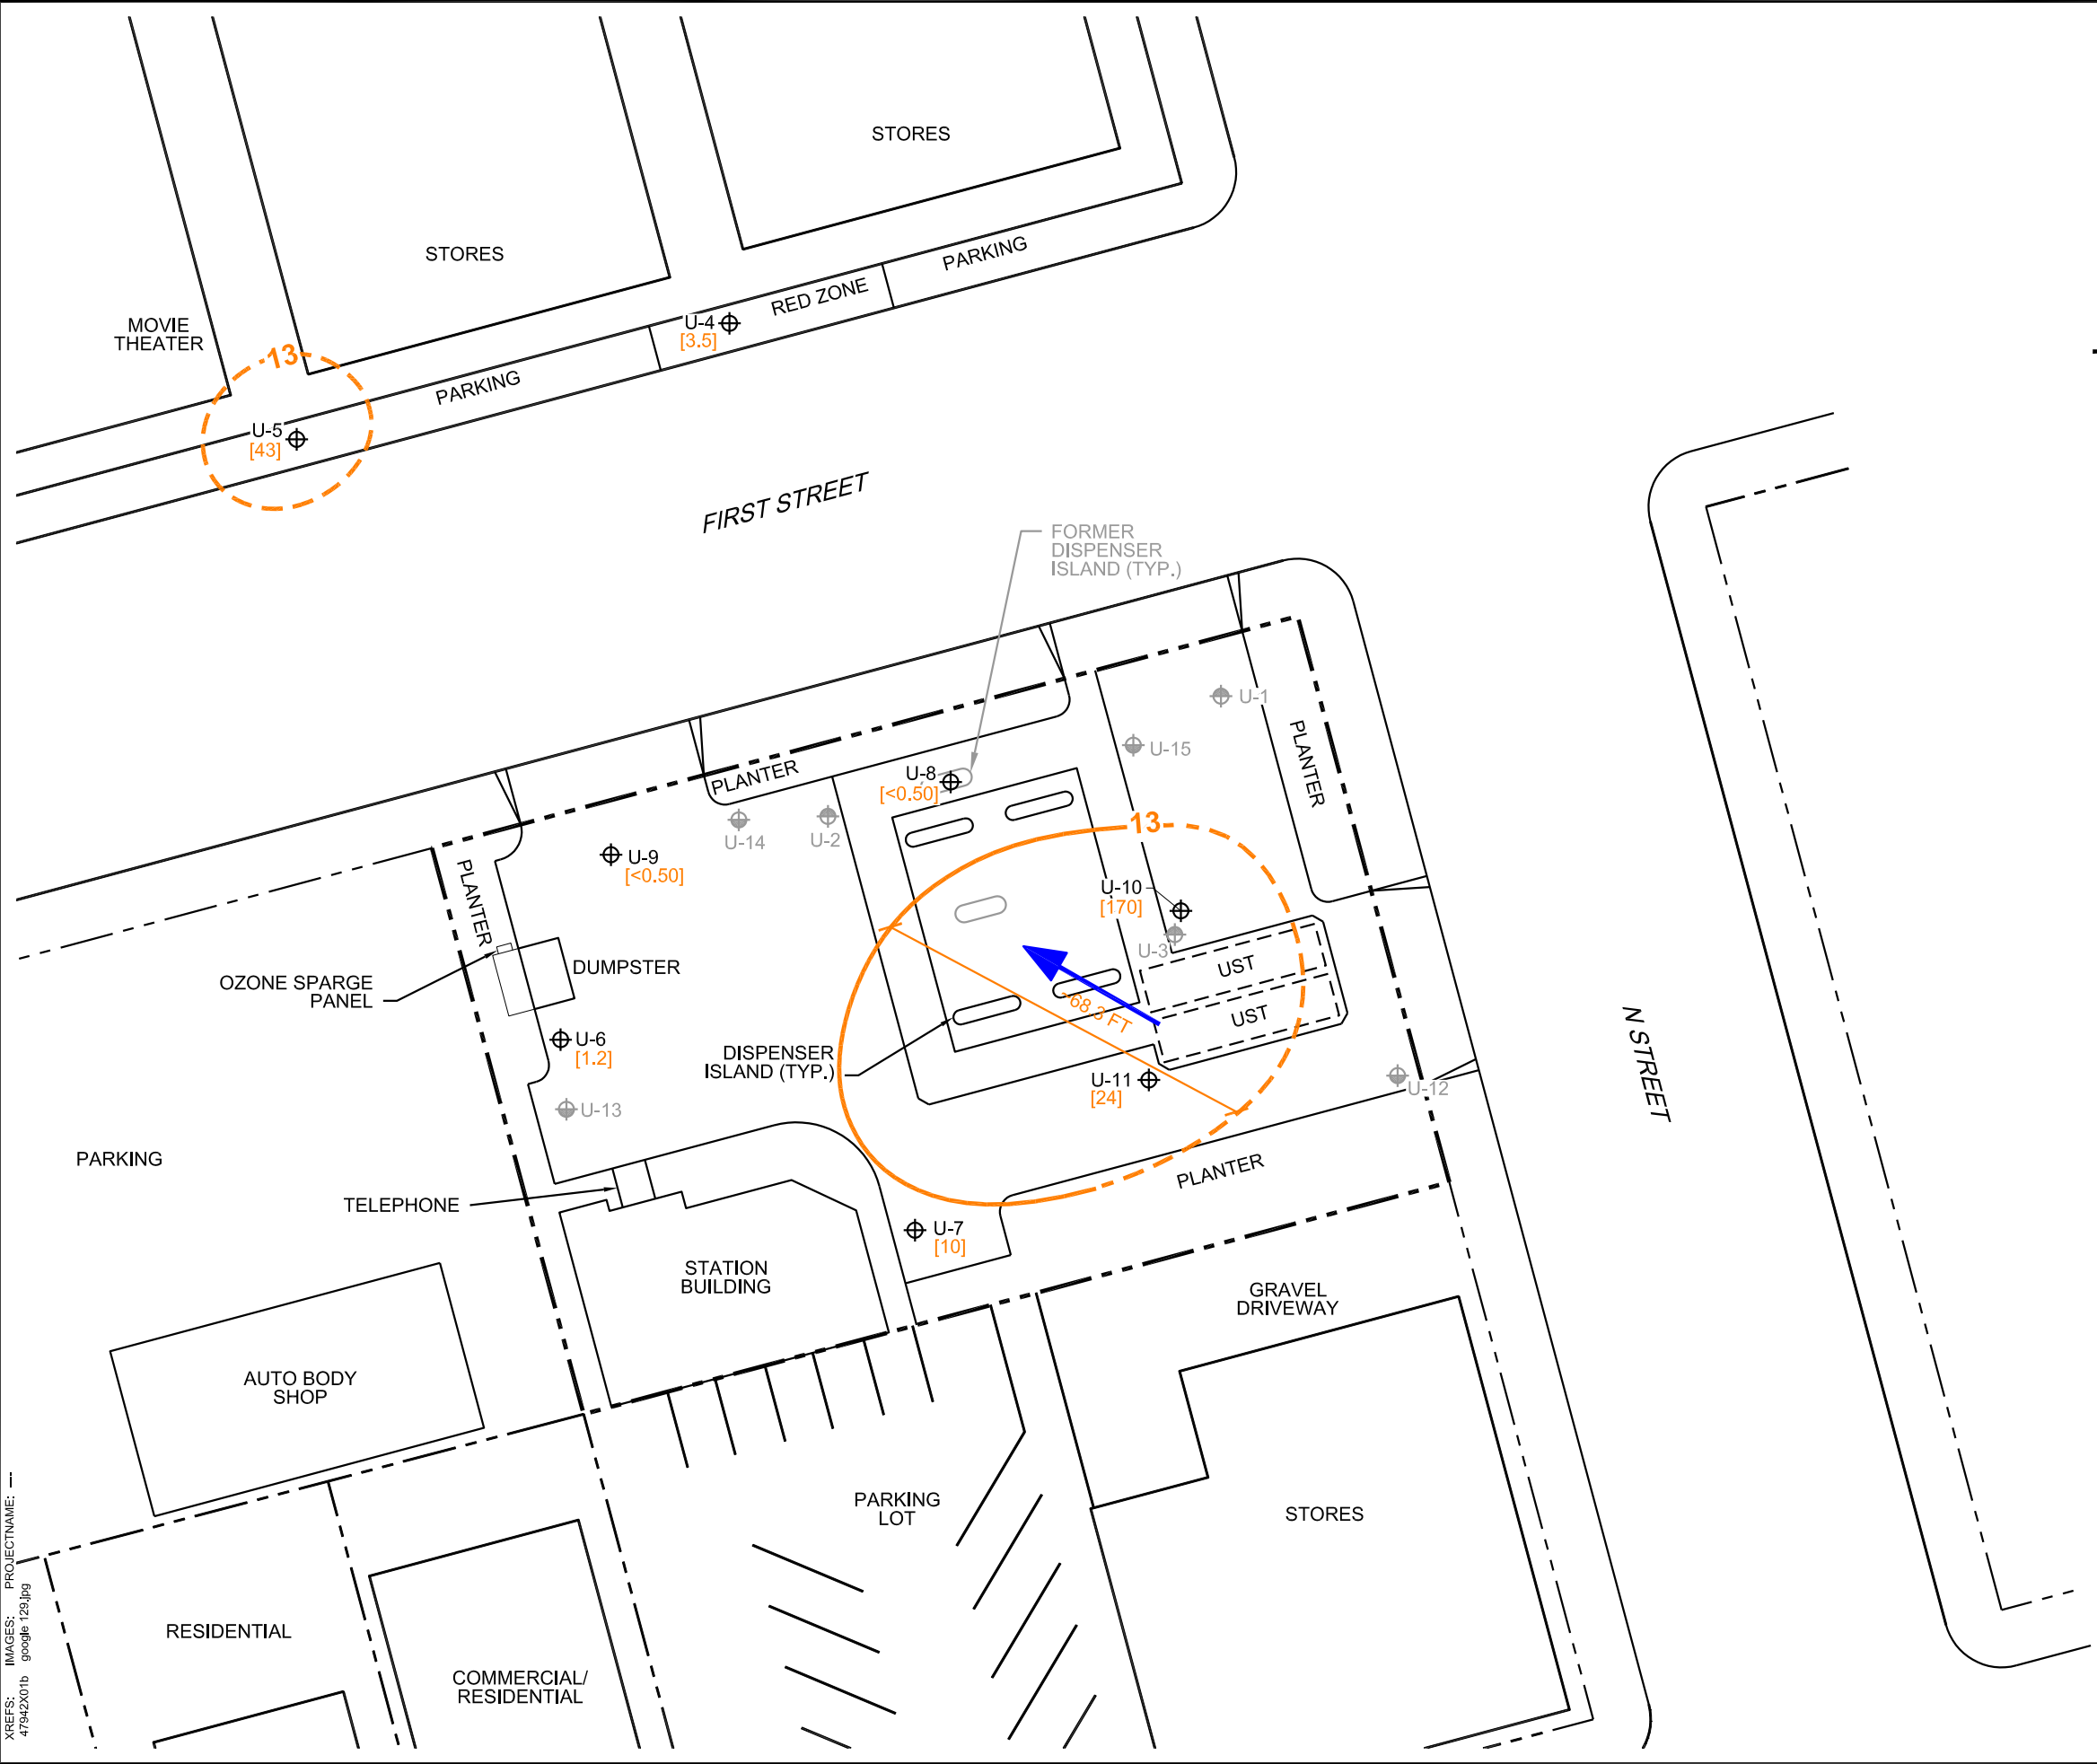 STORES
STORES
PARKING
RED ZONE
U-4
[3.5]
MOVIE
THEATER
13
PARKING
U-5
[43]
FIRST STREET
FORMER
DISPENSER
ISLAND (TYP.)
U-1
PLANTER
U-15
U-8
[<0.50]
PLANTER
U-14
U-2
13
U-9
[<0.50]
PLANTER
U-10
[170]
U-3
UST
UST
DUMPSTER
OZONE SPARGE
PANEL
~68.3 FT
U-6
[1.2]
DISPENSER
ISLAND (TYP.)
U-11
[24]
U-12
N STREET
U-13
PARKING
PLANTER
TELEPHONE
U-7
[10]
STATION
BUILDING
GRAVEL
DRIVEWAY
AUTO BODY
SHOP
PARKING
LOT
STORES
RESIDENTIAL
COMMERCIAL/
RESIDENTIAL
XREFS: IMAGES: PROJECTNAME: ----
47942X01b google 129.jpg